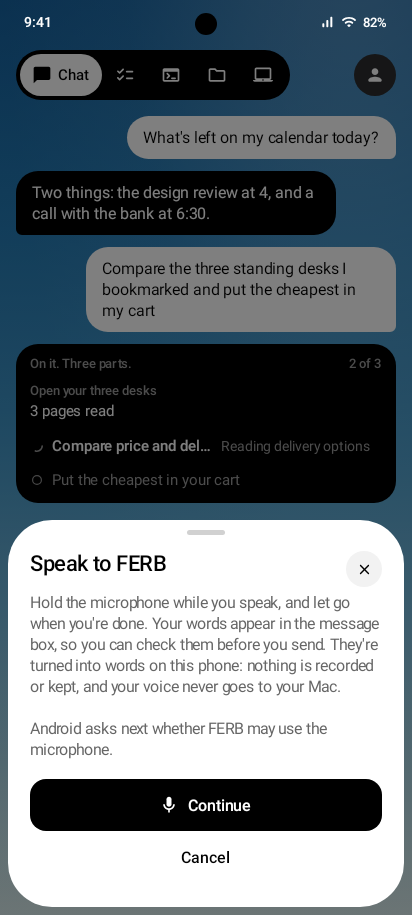 9:41
82%
Chat
What's left on my calendar today?
Two things: the design review at 4, and a
call with the bank at 6:30.
Compare the three standing desks I
bookmarked and put the cheapest in
my cart
On it. Three parts.
2 of 3
Open your three desks
3 pages read
Compare price and del...
Reading delivery options
Put the cheapest in your cart
Speak to FERB
Hold the microphone while you speak, and let go
when you're done. Your words appear in the message
box, so you can check them before you send. They're
turned into words on this phone: nothing is recorded
or kept, and your voice never goes to your Mac.
Android asks next whether FERB may use the
microphone.
Continue
Cancel